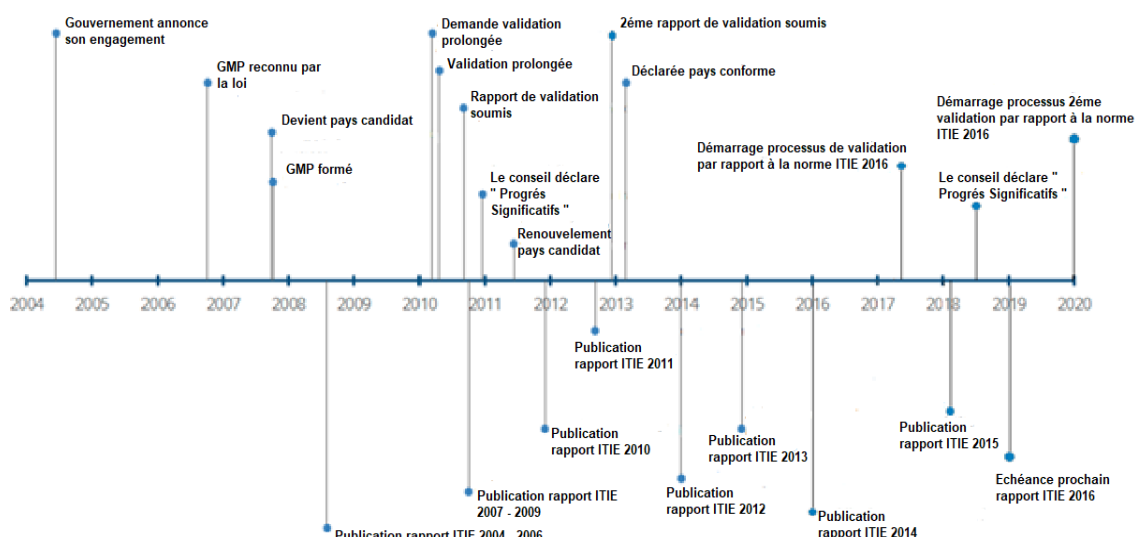 Gouvernement annonce
son engagement
GMP reconnu par
la loi
Devient pays candidat
GMP formé
Demande validation
prolongée
Validation prolongée
Rapport de validation
soumis
Le conseil déclare
" Progrés
Significatifs "
Renouvelement
pays candidat
2éme rapport de validation soumis
Déclarée pays conforme
Démarrage processus de validation
par rapport à la norme ITIE 2016
Démarrage processus 2éme
validation par rapport à la norme
ITIE 2016
Le conseil déclare "
Progrés Significatifs "
2004 2005 2006 2007 2008 2009 2010 2011 2012 2013 2014 2015 2016 2017 2018 2019 2020
Publication
rapport ITIE 2011
Publication
rapport ITIE 2010
Publication rapport ITIE
2007 - 2009
Publication rapport ITIE 2004 - 2006
Publication
rapport ITIE 2012
Publication
rapport ITIE 2013
Publication
rapport ITIE 2014
Publication
rapport ITIE 2015
Echéance prochain
rapport ITIE 2016